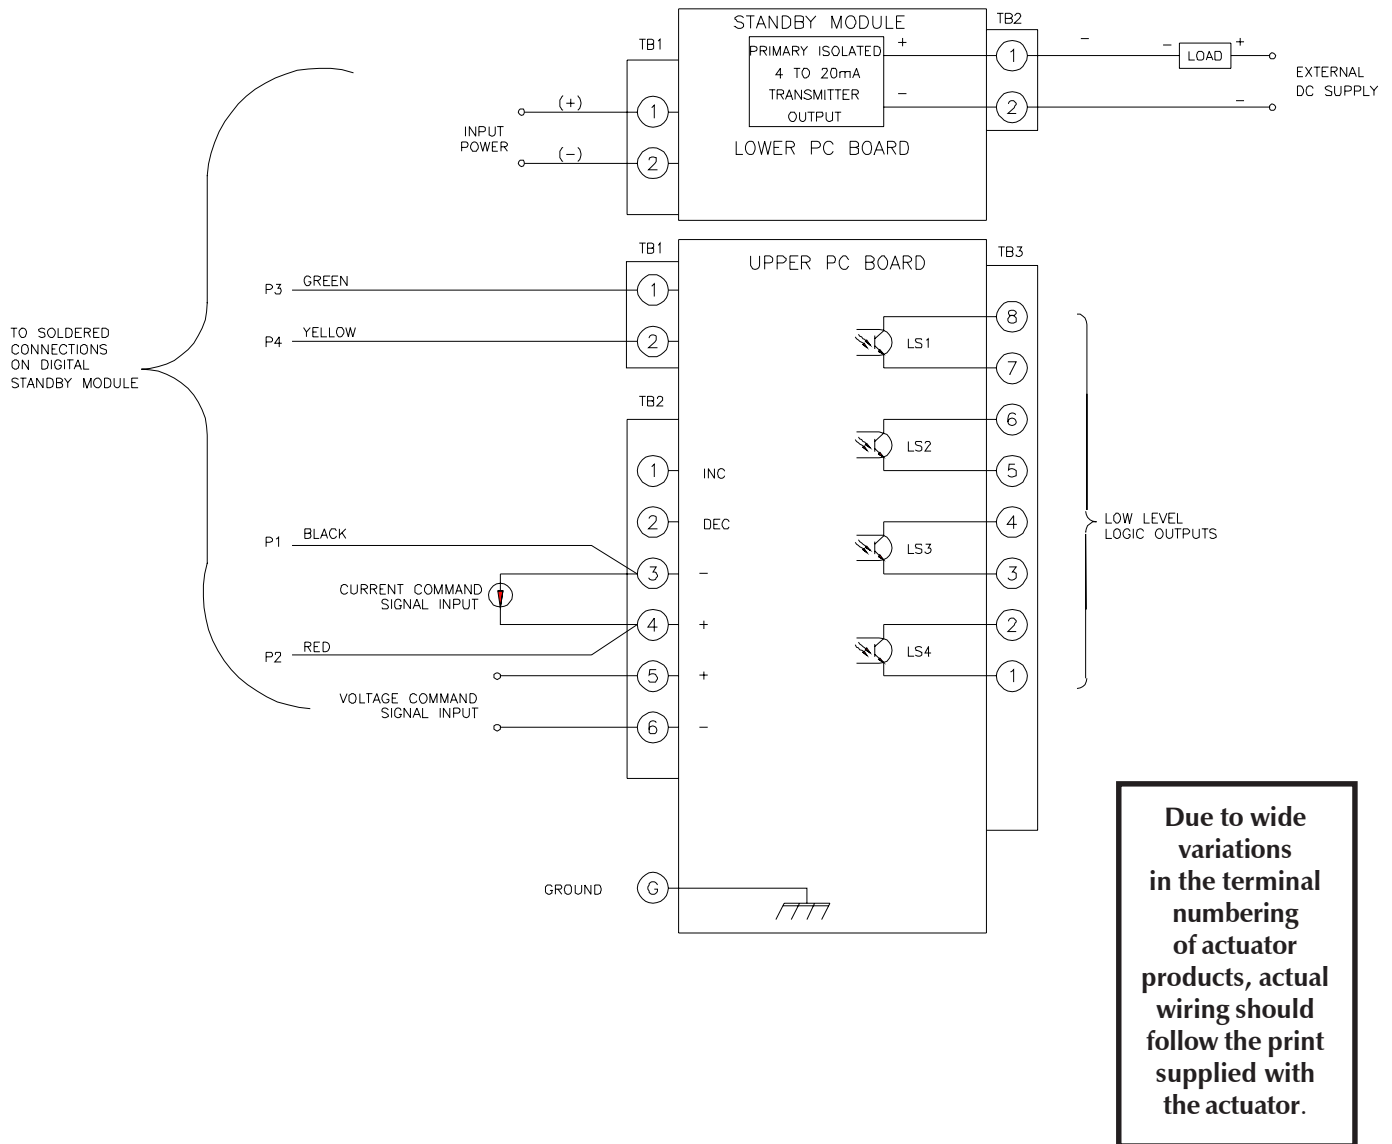 STANDBY MODULE
TB2
TB1
PRIMARY ISOLATED
4 TO 20mA
TRANSMITTER
OUTPUT
+
−
1
2
−
−
LOAD
+
−
EXTERNAL
DC SUPPLY
INPUT
POWER
(+)
(−)
1
2
LOWER PC BOARD
TB1
UPPER PC BOARD
TB3
P3 GREEN
1
P4 YELLOW
2
TO SOLDERED
CONNECTIONS
ON DIGITAL
STANDBY MODULE
TB2
1 INC
2 DEC
P1 BLACK
3 −
CURRENT COMMAND
SIGNAL INPUT
4 +
P2 RED
5 +
VOLTAGE COMMAND
SIGNAL INPUT
6 −
LS1
8
7
LS2
6
5
LS3
4
3
LS4
2
1
LOW LEVEL
LOGIC OUTPUTS
GROUND G
Due to wide
variations
in the terminal
numbering
of actuator
products, actual
wiring should
follow the print
supplied with
the actuator.